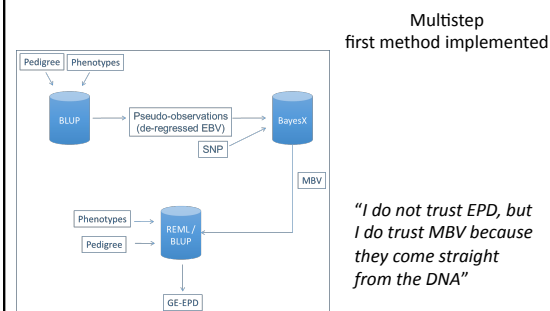 Multistep
first method implemented
Pedigree
Phenotypes
BLUP
Pseudo-observations
(de-regressed EBV)
BayesX
SNP
MBV
Phenotypes
REML /
BLUP
Pedigree
GE-EPD
“I do not trust EPD, but
I do trust MBV because
they come straight
from the DNA”